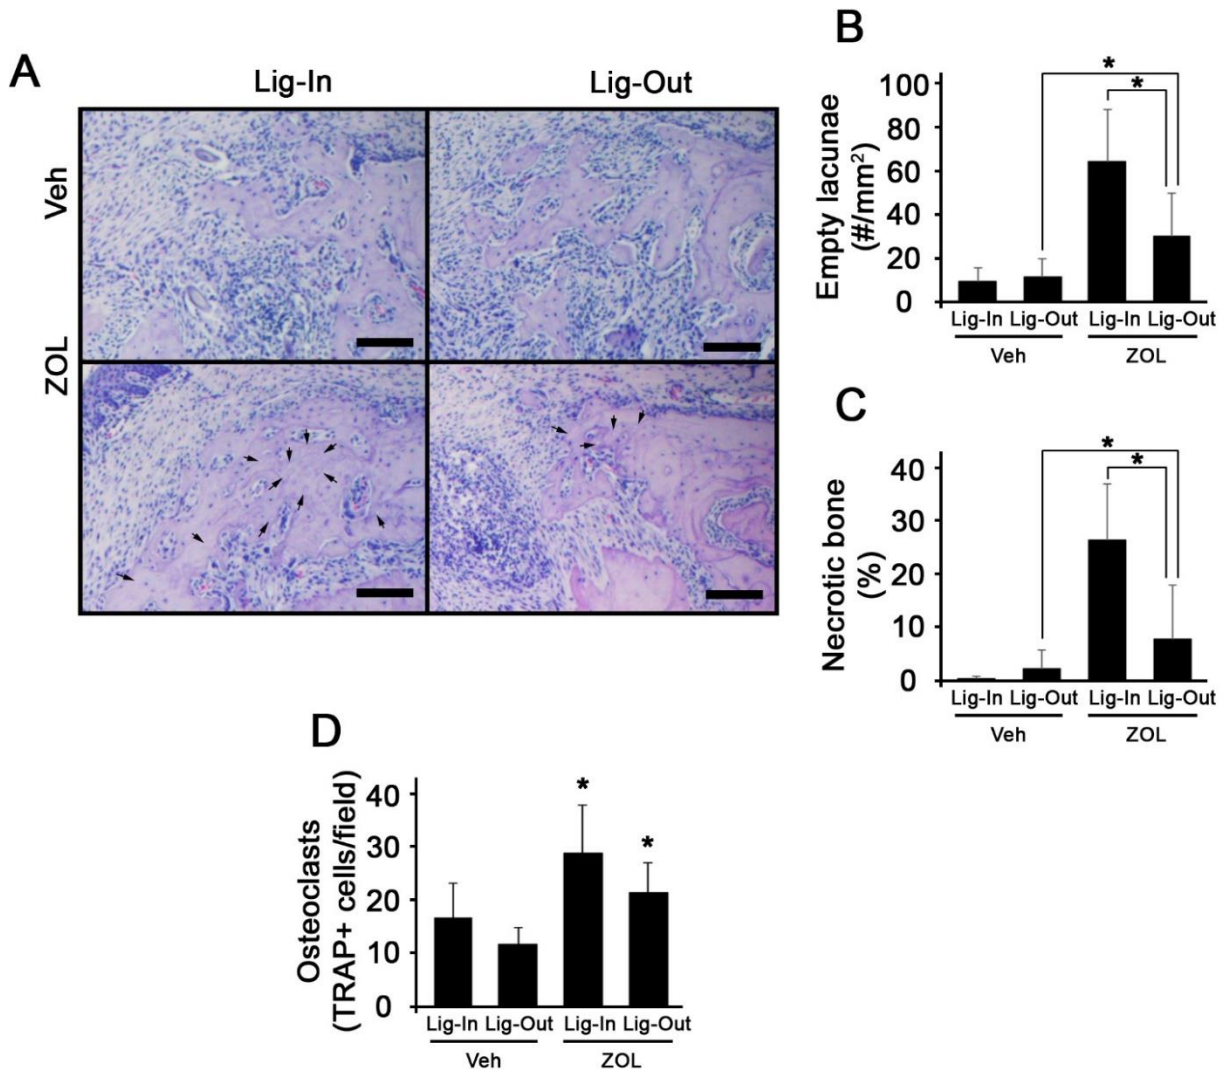 A
Lig-In Lig-Out
Veh
ZOL
B
Empty lacunae
(#/mm²)
100
80
60
40
20
0
* 
*
Lig-In Lig-Out Lig-In Lig-Out
Veh ZOL
C
Necrotic bone
(%)
40
30
20
10
0
*
*
Lig-In Lig-Out Lig-In Lig-Out
Veh ZOL
D
Osteoclasts
(TRAP+ cells/field)
40
30
20
10
0
*
*
Lig-In Lig-Out Lig-In Lig-Out
Veh ZOL